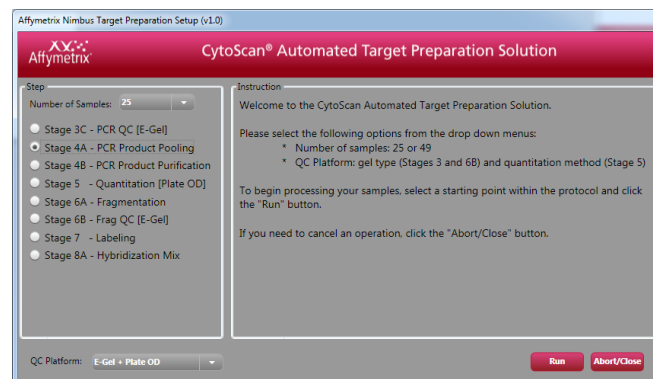 Affymetrix Nimbus Target Preparation Setup (v1.0)
Affymetrix
CytoScan® Automated Target Preparation Solution
Step
Number of Samples: 25
Stage 3C - PCR QC [E-Gel]
Stage 4A - PCR Product Pooling
Stage 4B - PCR Product Purification
Stage 5 - Quantitation [Plate OD]
Stage 6A - Fragmentation
Stage 6B - Frag QC [E-Gel]
Stage 7 - Labeling
Stage 8A - Hybridization Mix
QC Platform: E-Gel + Plate OD
Instruction
Welcome to the CytoScan Automated Target Preparation Solution.
Please select the following options from the drop down menus:
* Number of samples: 25 or 49
* QC Platform: gel type (Stages 3 and 6B) and quantitation method (Stage 5)
To begin processing your samples, select a starting point within the protocol and click
the "Run" button.
If you need to cancel an operation, click the "Abort/Close" button.
Run Abort/Close